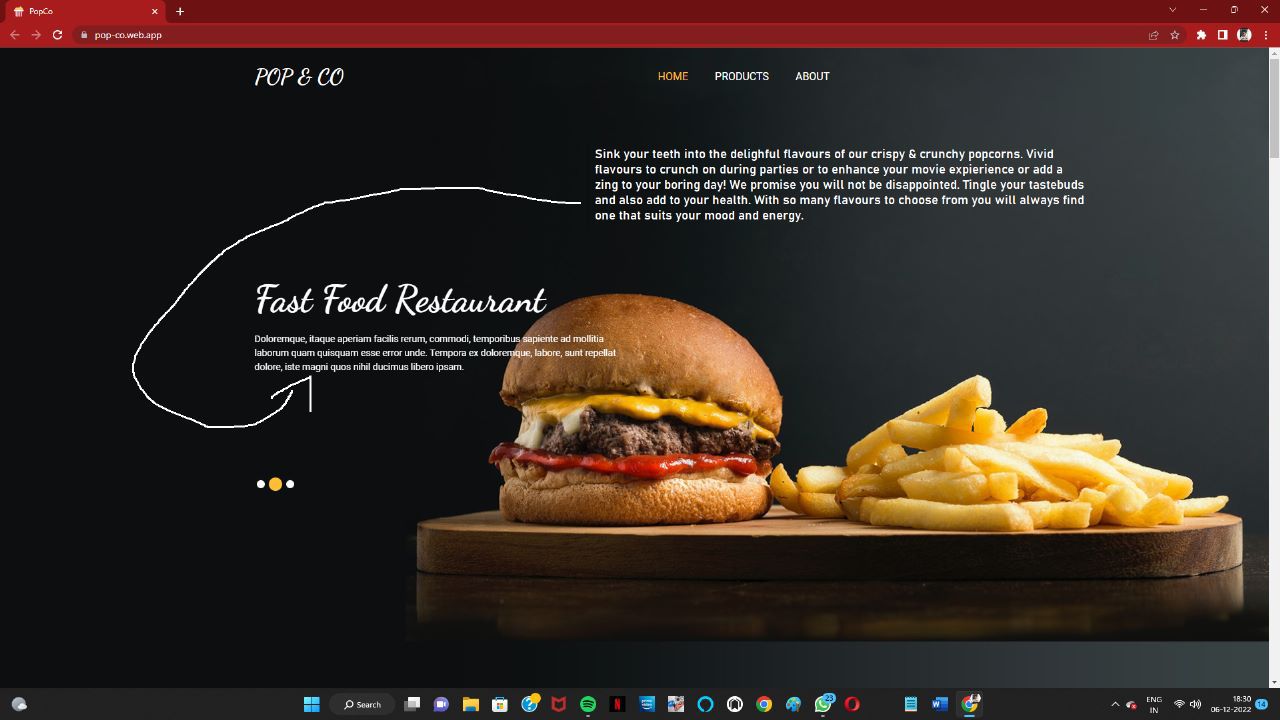 PopCo
pop-co.web.app
POP & CO
HOME PRODUCTS ABOUT
Sink your teeth into the delighful flavours of our crispy & crunchy popcorns. Vivid
flavours to crunch on during parties or to enhance your movie expierience or add a
zing to your boring day! We promise you will not be disappointed. Tingle your tastebuds
and also add to your health. With so many flavours to choose from you will always find
one that suits your mood and energy.
Fast Food Restaurant
Doloremque, itaque aperiam facilis rerum, commodi, temporibus sapiente ad mollitia
laborum quam quisquam esse error unde. Tempora ex doloremque, labore, sunt repellat
dolore, iste magni quos nihil ducimus libero ipsam.
Search
23
ENG
IN
18:30
06-12-2022
14